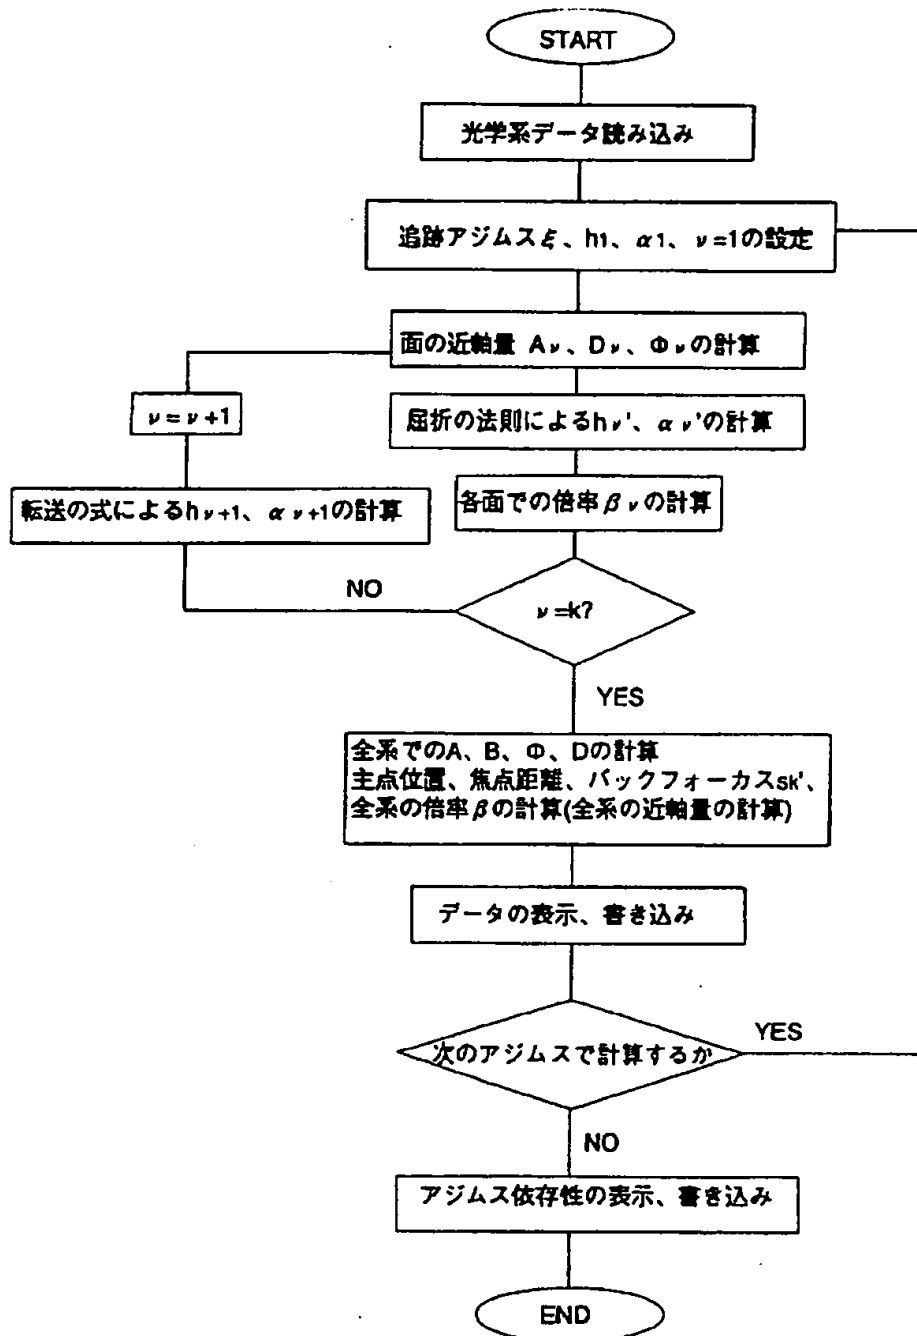 START
光学系データ読み込み
追跡アジムスξ、h1、α1、ν=1の設定
面の近軸量 Aν、Dν、Φνの計算
ν=ν+1
屈折の法則によるhν'、αν'の計算
転送の式によるhν+1、αν+1の計算
各面での倍率βνの計算
NO
ν=k?
YES
全系でのA、B、Φ、Dの計算
主点位置、焦点距離、バックフォーカスsk'、
全系の倍率βの計算(全系の近軸量の計算)
データの表示、書き込み
次のアジムスで計算するか
YES
NO
アジムス依存性の表示、書き込み
END